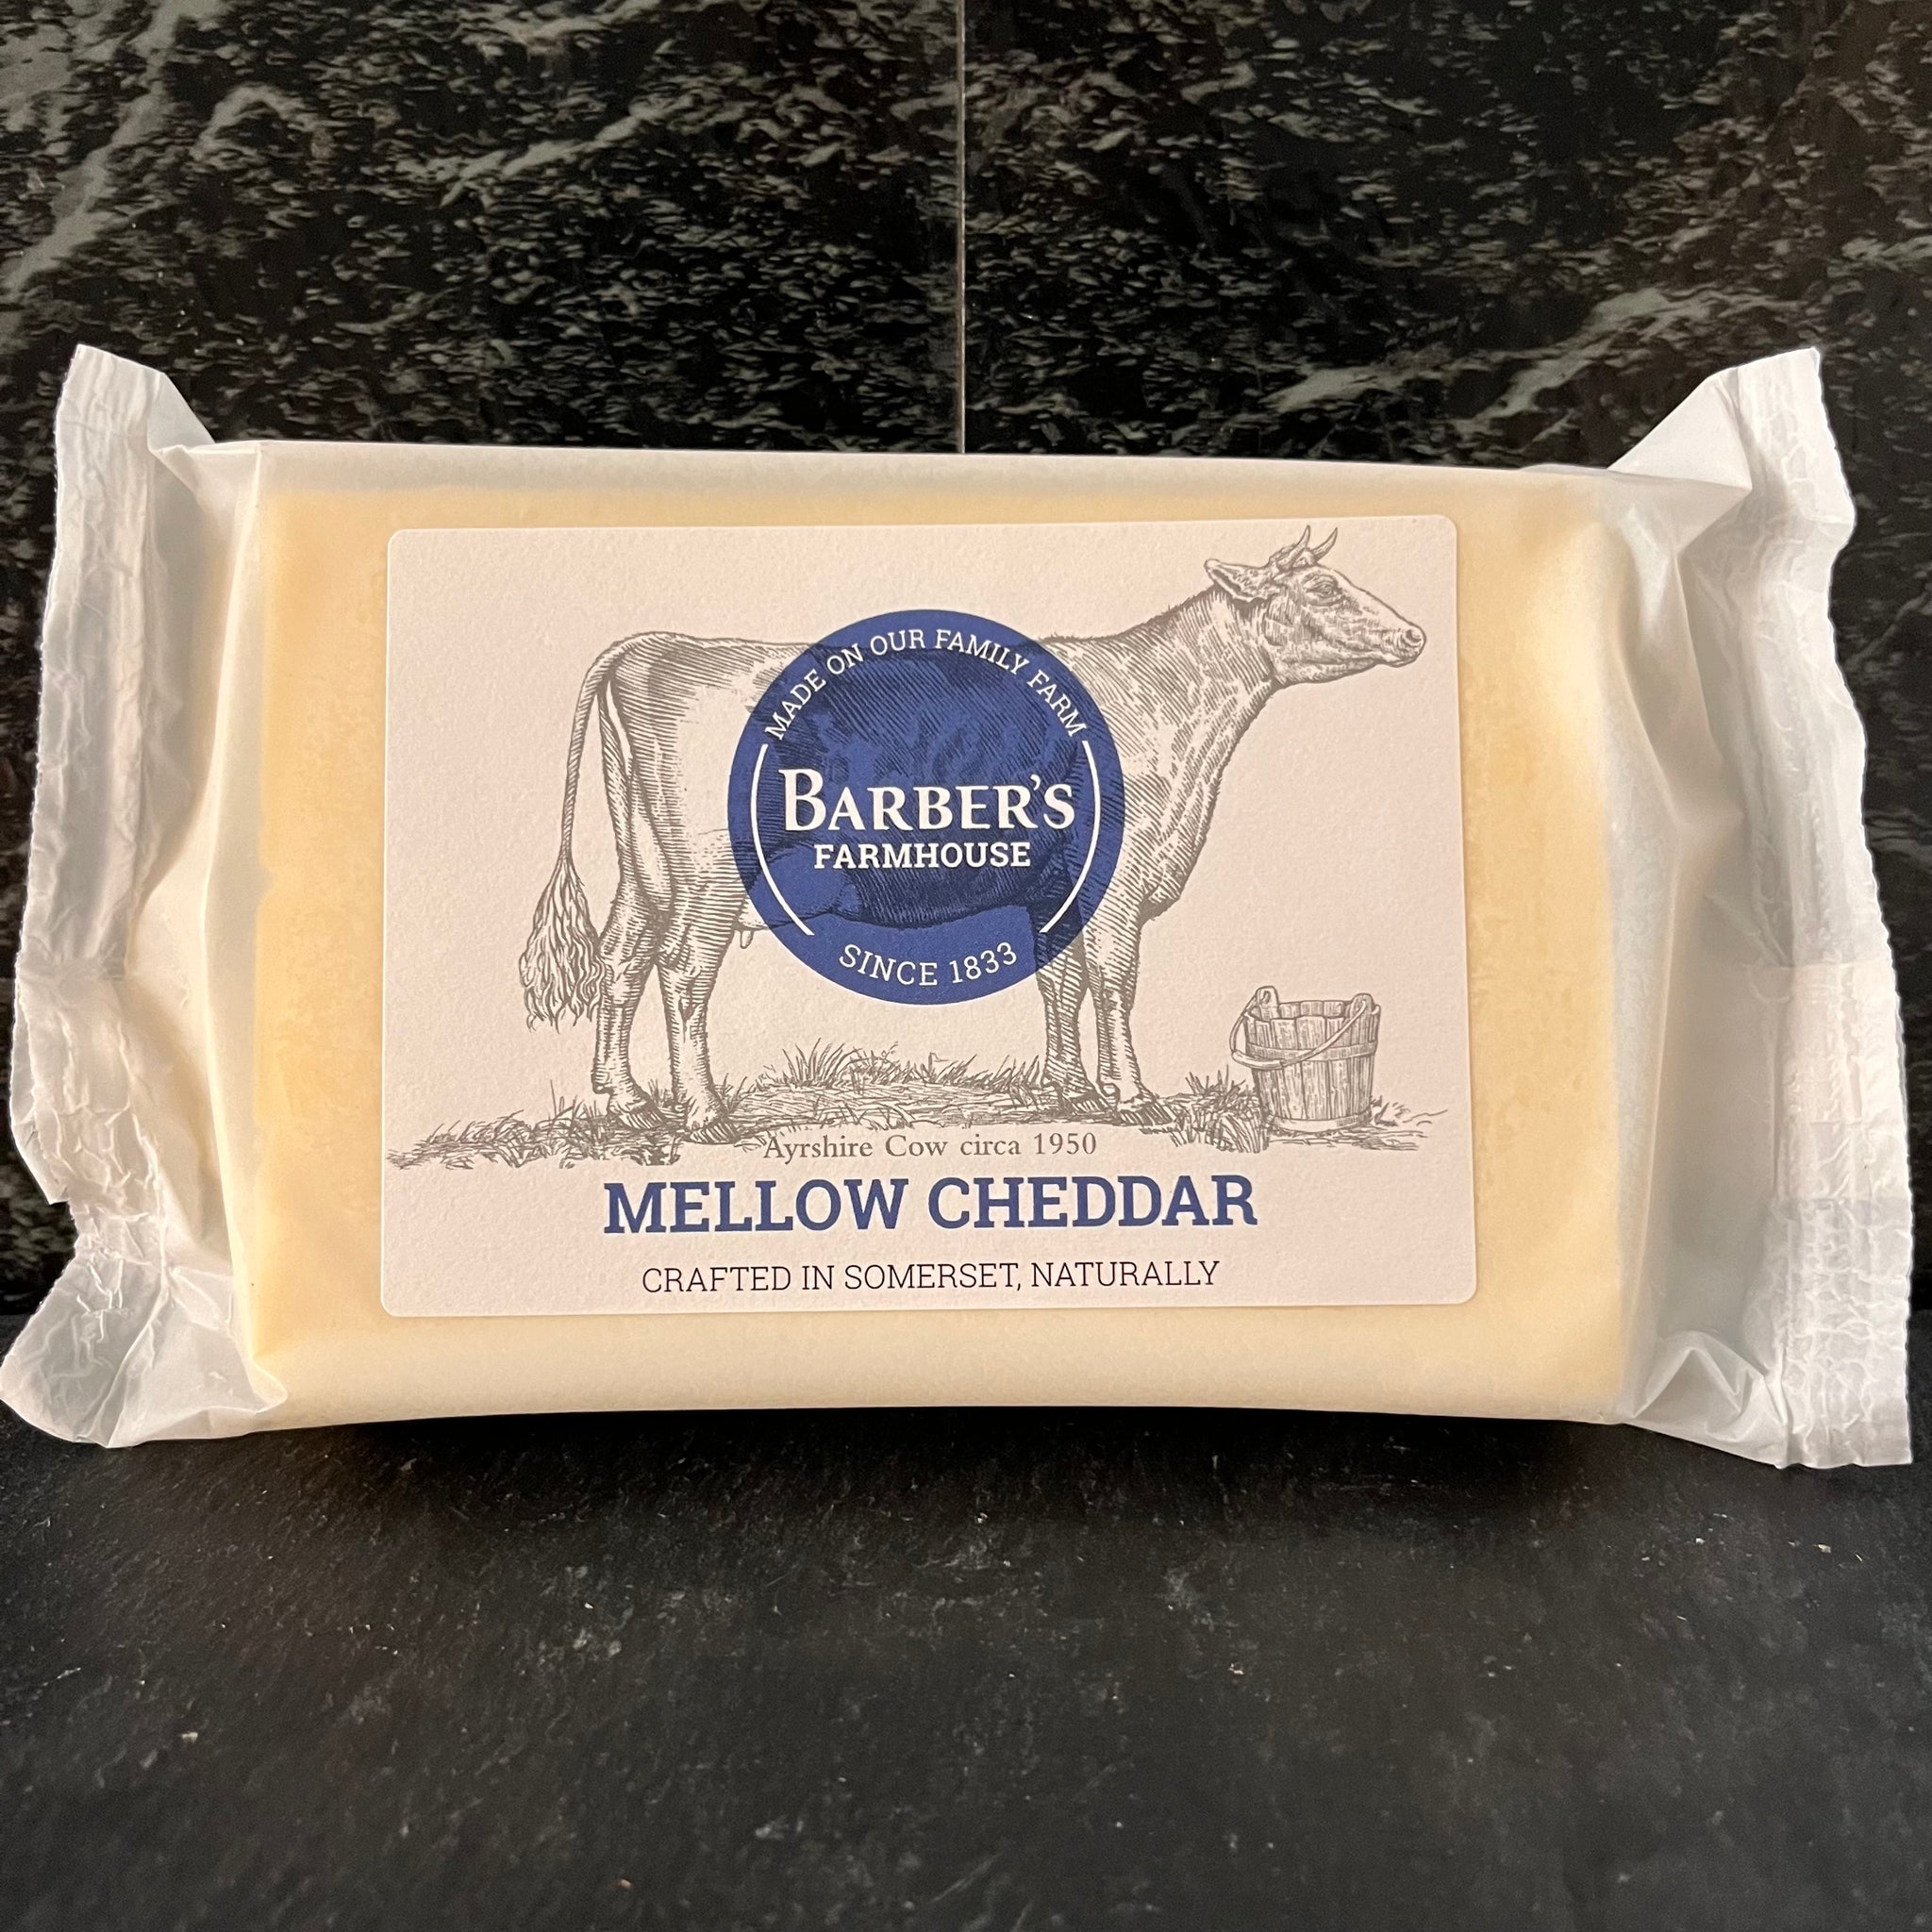 MADE ON OUR FAMILY FARM
BARBER'S
FARMHOUSE
SINCE 1833
Ayrshire Cow circa 1950
MELLOW CHEDDAR
CRAFTED IN SOMERSET, NATURALLY